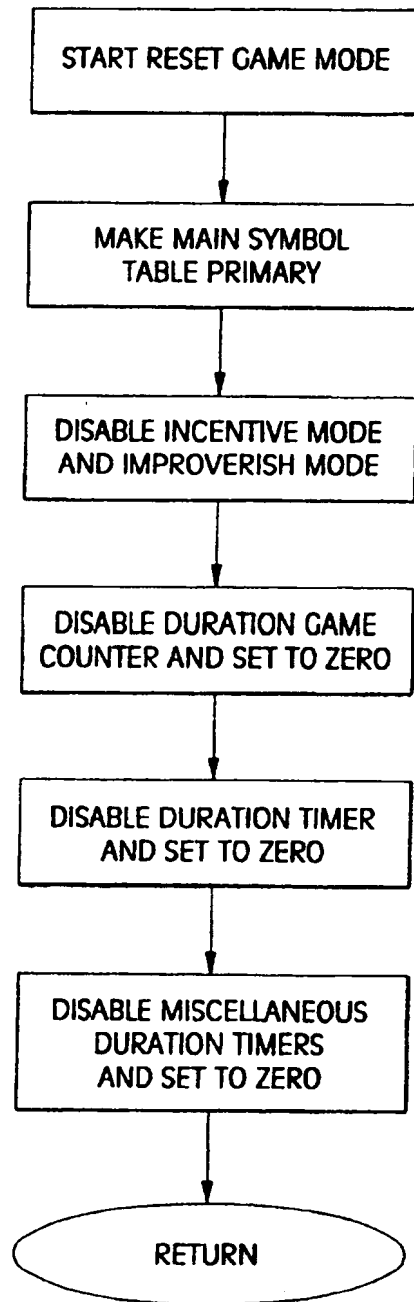 START RESET GAME MODE
MAKE MAIN SYMBOL
TABLE PRIMARY
DISABLE INCENTIVE MODE
AND IMPROVERISH MODE
DISABLE DURATION GAME
COUNTER AND SET TO ZERO
DISABLE DURATION TIMER
AND SET TO ZERO
DISABLE MISCELLANEOUS
DURATION TIMERS
AND SET TO ZERO
RETURN